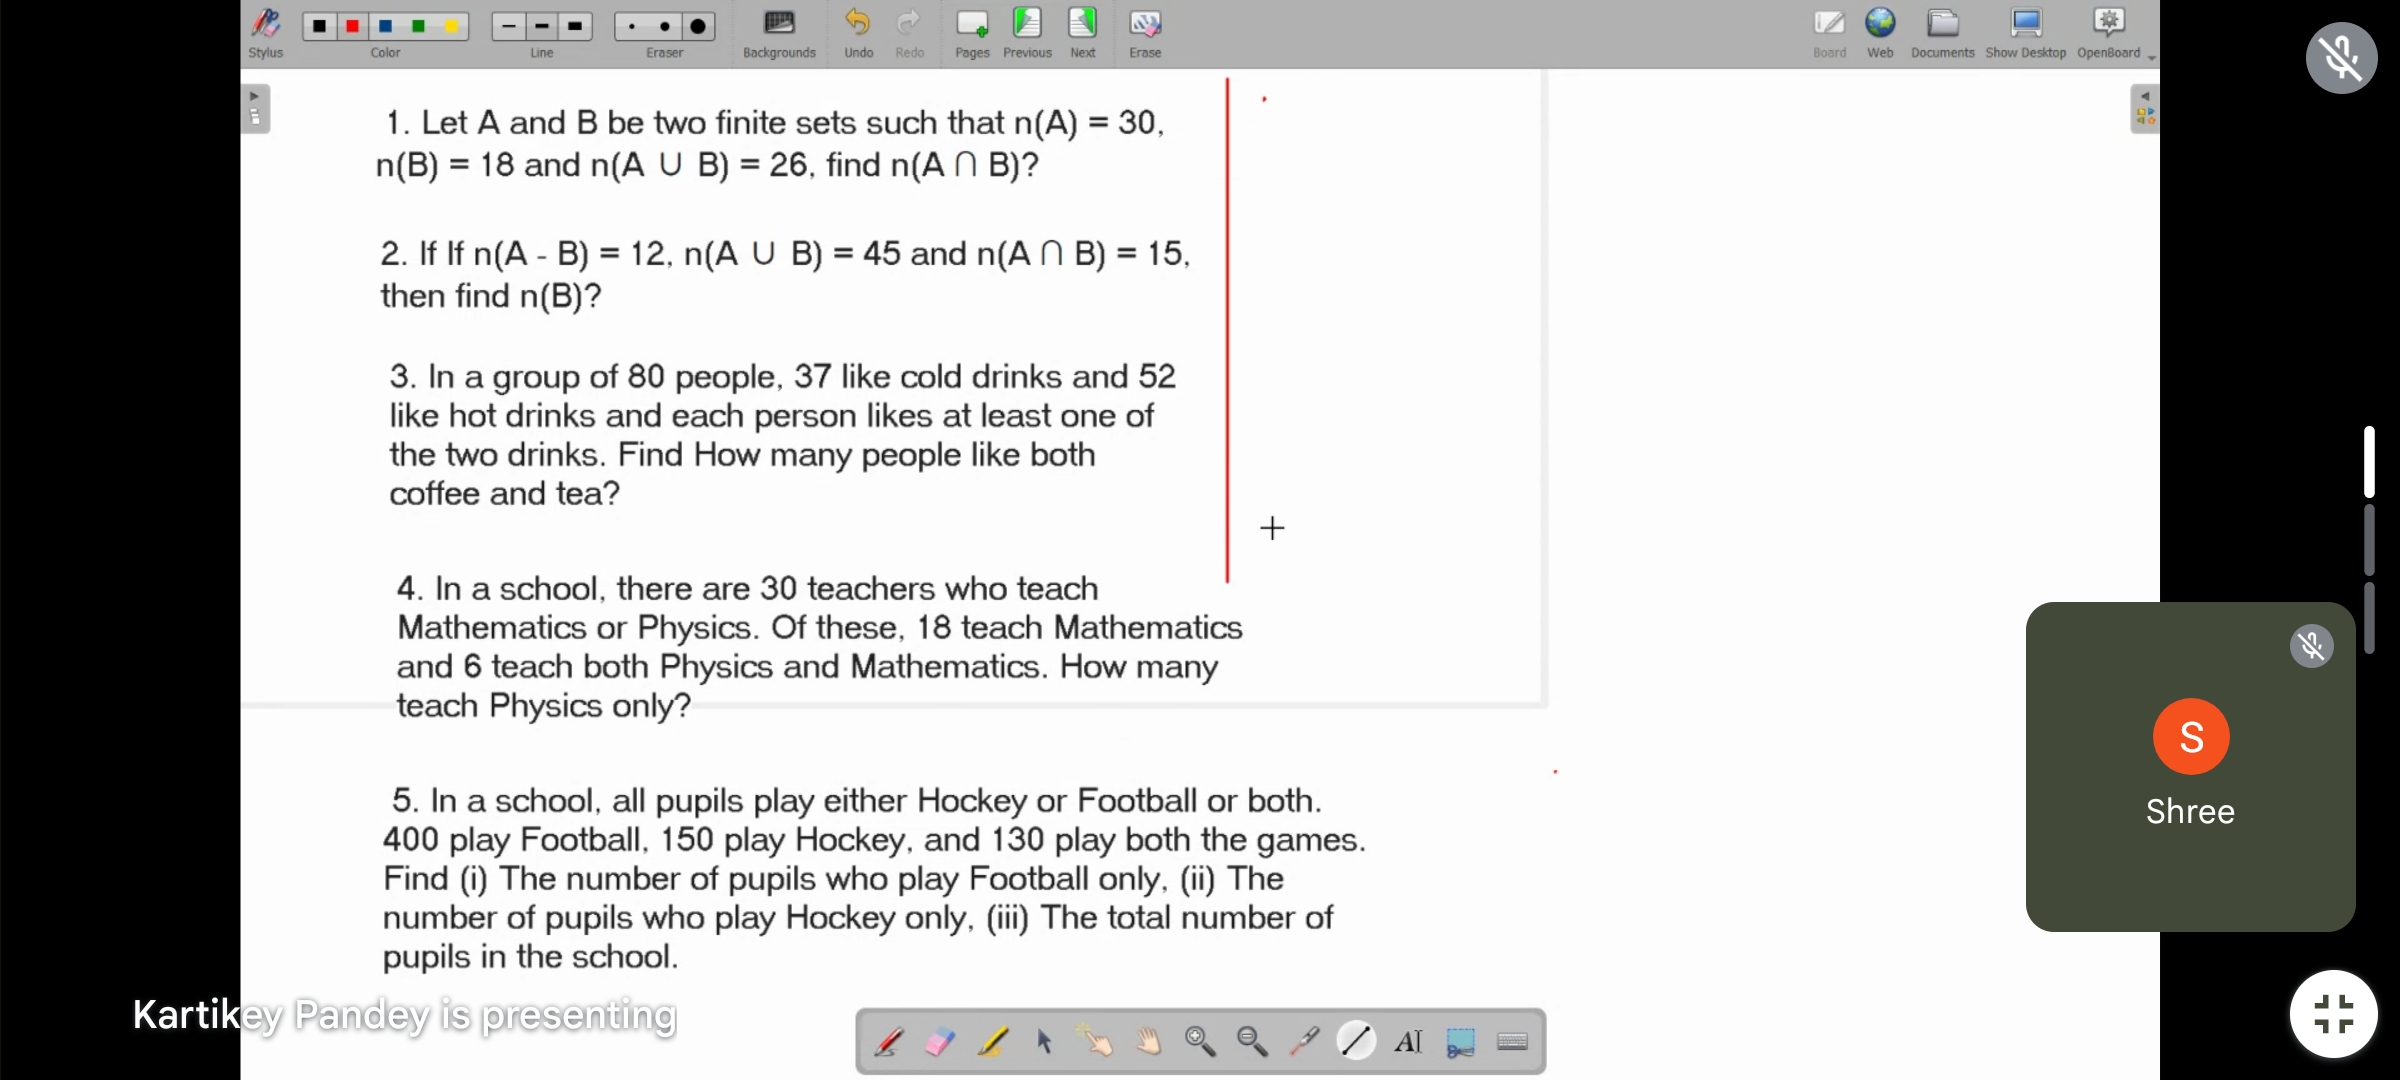 Stylus
Color
Line
Eraser
Backgrounds
Undo
Redo
Pages
Previous
Next
Erase
Board
Web
Documents
Show Desktop
OpenBoard
1. Let A and B be two finite sets such that n(A) = 30,
n(B) = 18 and n(A ∪ B) = 26, find n(A ∩ B)?
2. If If n(A - B) = 12, n(A ∪ B) = 45 and n(A ∩ B) = 15,
then find n(B)?
3. In a group of 80 people, 37 like cold drinks and 52
like hot drinks and each person likes at least one of
the two drinks. Find How many people like both
coffee and tea?
4. In a school, there are 30 teachers who teach
Mathematics or Physics. Of these, 18 teach Mathematics
and 6 teach both Physics and Mathematics. How many
teach Physics only?
5. In a school, all pupils play either Hockey or Football or both.
400 play Football, 150 play Hockey, and 130 play both the games.
Find (i) The number of pupils who play Football only, (ii) The
number of pupils who play Hockey only, (iii) The total number of
pupils in the school.
S
Shree
Kartikey Pandey is presenting
AI